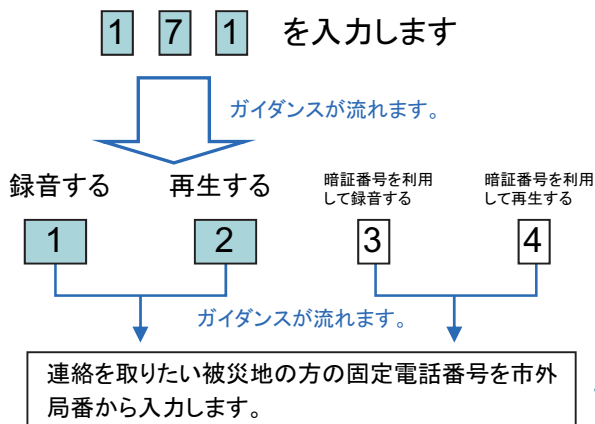 1 7 1 を入力します
ガイダンスが流れます。
録音する 再生する 暗証番号を利用 暗証番号を利用
して録音する して再生する
1 2 3 4
ガイダンスが流れます。
連絡を取りたい被災地の方の固定電話番号を市外
局番から入力します。